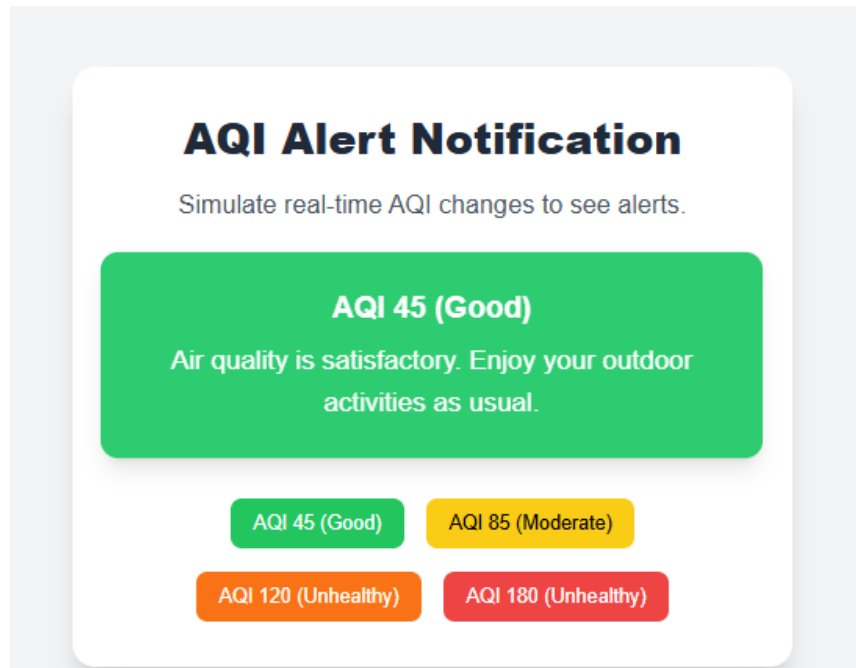 AQI Alert Notification
Simulate real-time AQI changes to see alerts.
AQI 45 (Good)
Air quality is satisfactory. Enjoy your outdoor
activities as usual.
AQI 45 (Good)
AQI 85 (Moderate)
AQI 120 (Unhealthy)
AQI 180 (Unhealthy)